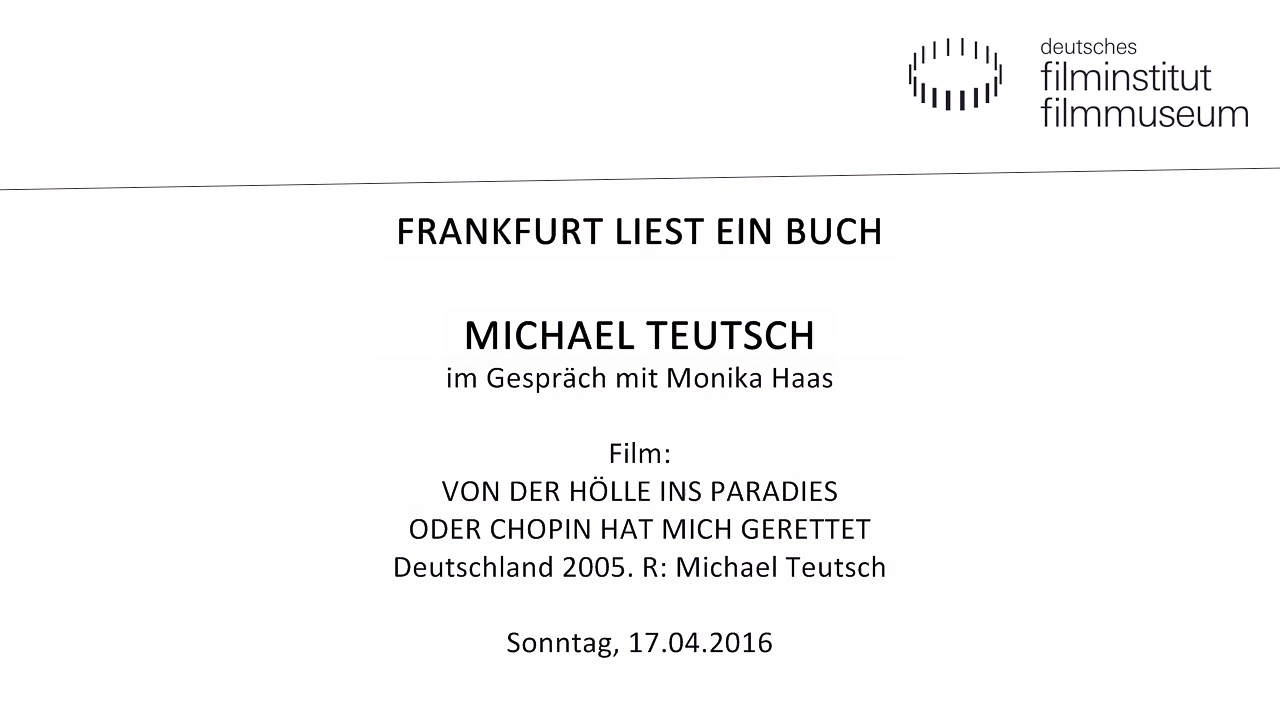 deutsches
filminstitut
filmmuseum
FRANKFURT LIEST EIN BUCH
MICHAEL TEUTSCH
im Gespräch mit Monika Haas
Film:
VON DER HÖLLE INS PARADIES
ODER CHOPIN HAT MICH GERETTET
Deutschland 2005. R: Michael Teutsch
Sonntag, 17.04.2016